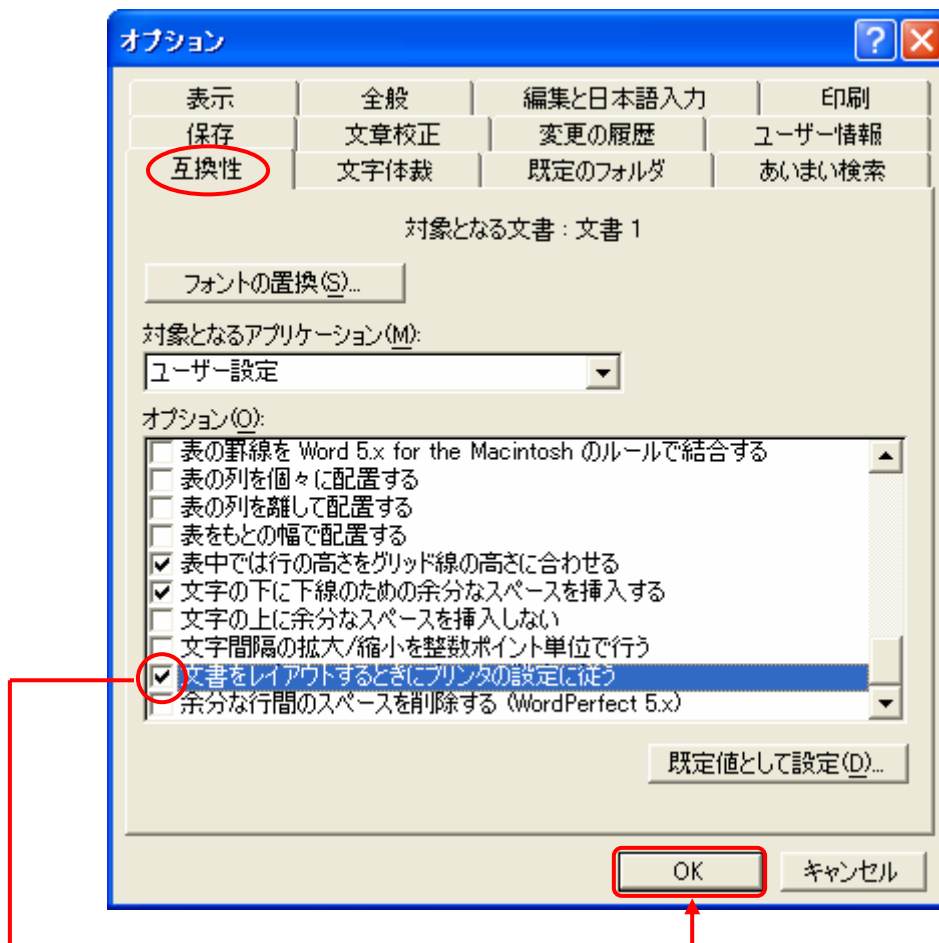 オプション
表示 全般 編集と日本語入力 印刷
保存 文章校正 変更の履歴 ユーザー情報
互換性 文字体裁 既定のフォルダ あいまい検索
対象となる文書 : 文書 1
フォントの置換(S)...
対象となるアプリケーション(M):
ユーザー設定
オプション(O):
表の罫線を Word 5.x for the Macintosh のルールで結合する
表の列を個々に配置する
表の列を離して配置する
表をもとの幅で配置する
表中では行の高さをグリッド線の高さに合わせる
文字の下に下線のための余分なスペースを挿入する
文字の上に余分なスペースを挿入しない
文字間隔の拡大/縮小を整数ポイント単位で行う
文書をレイアウトするときにプリンタの設定に従う
余分な行間のスペースを削除する (WordPerfect 5.x)
既定値として設定(D)...
OK キャンセル